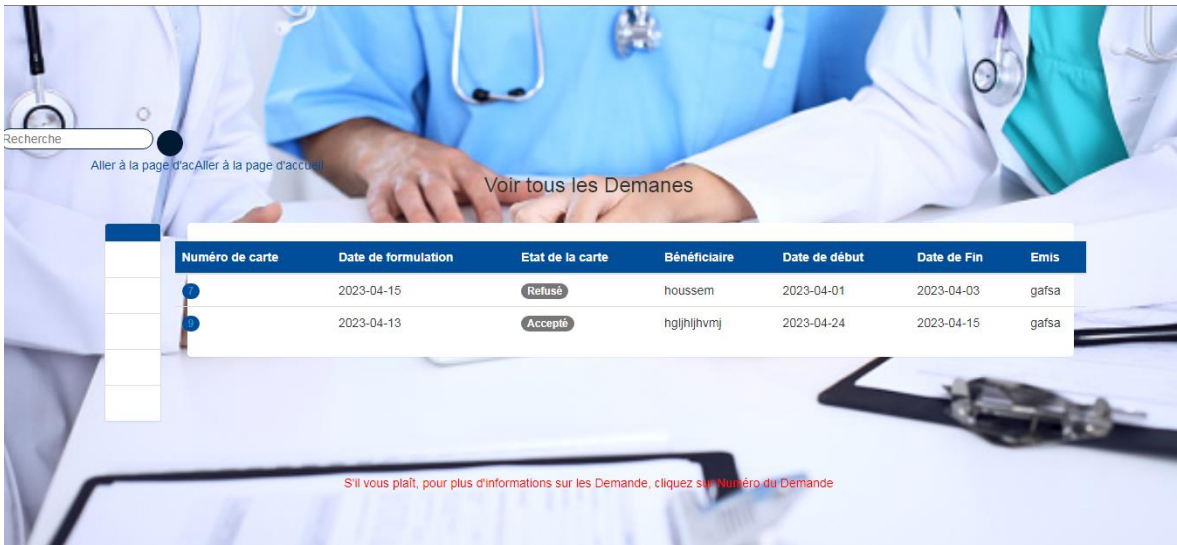 Recherche
Aller à la page d'acAller à la page d'accueil
Voir tous les Demanes
Numéro de carte Date de formulation Etat de la carte Bénéficiaire Date de début Date de Fin Emis
7 2023-04-15 Refusé houssem 2023-04-01 2023-04-03 gafsa
9 2023-04-13 Accepté hgljhljhvmj 2023-04-24 2023-04-15 gafsa
S'il vous plaît, pour plus d'informations sur les Demande, cliquez sur Numéro du Demande